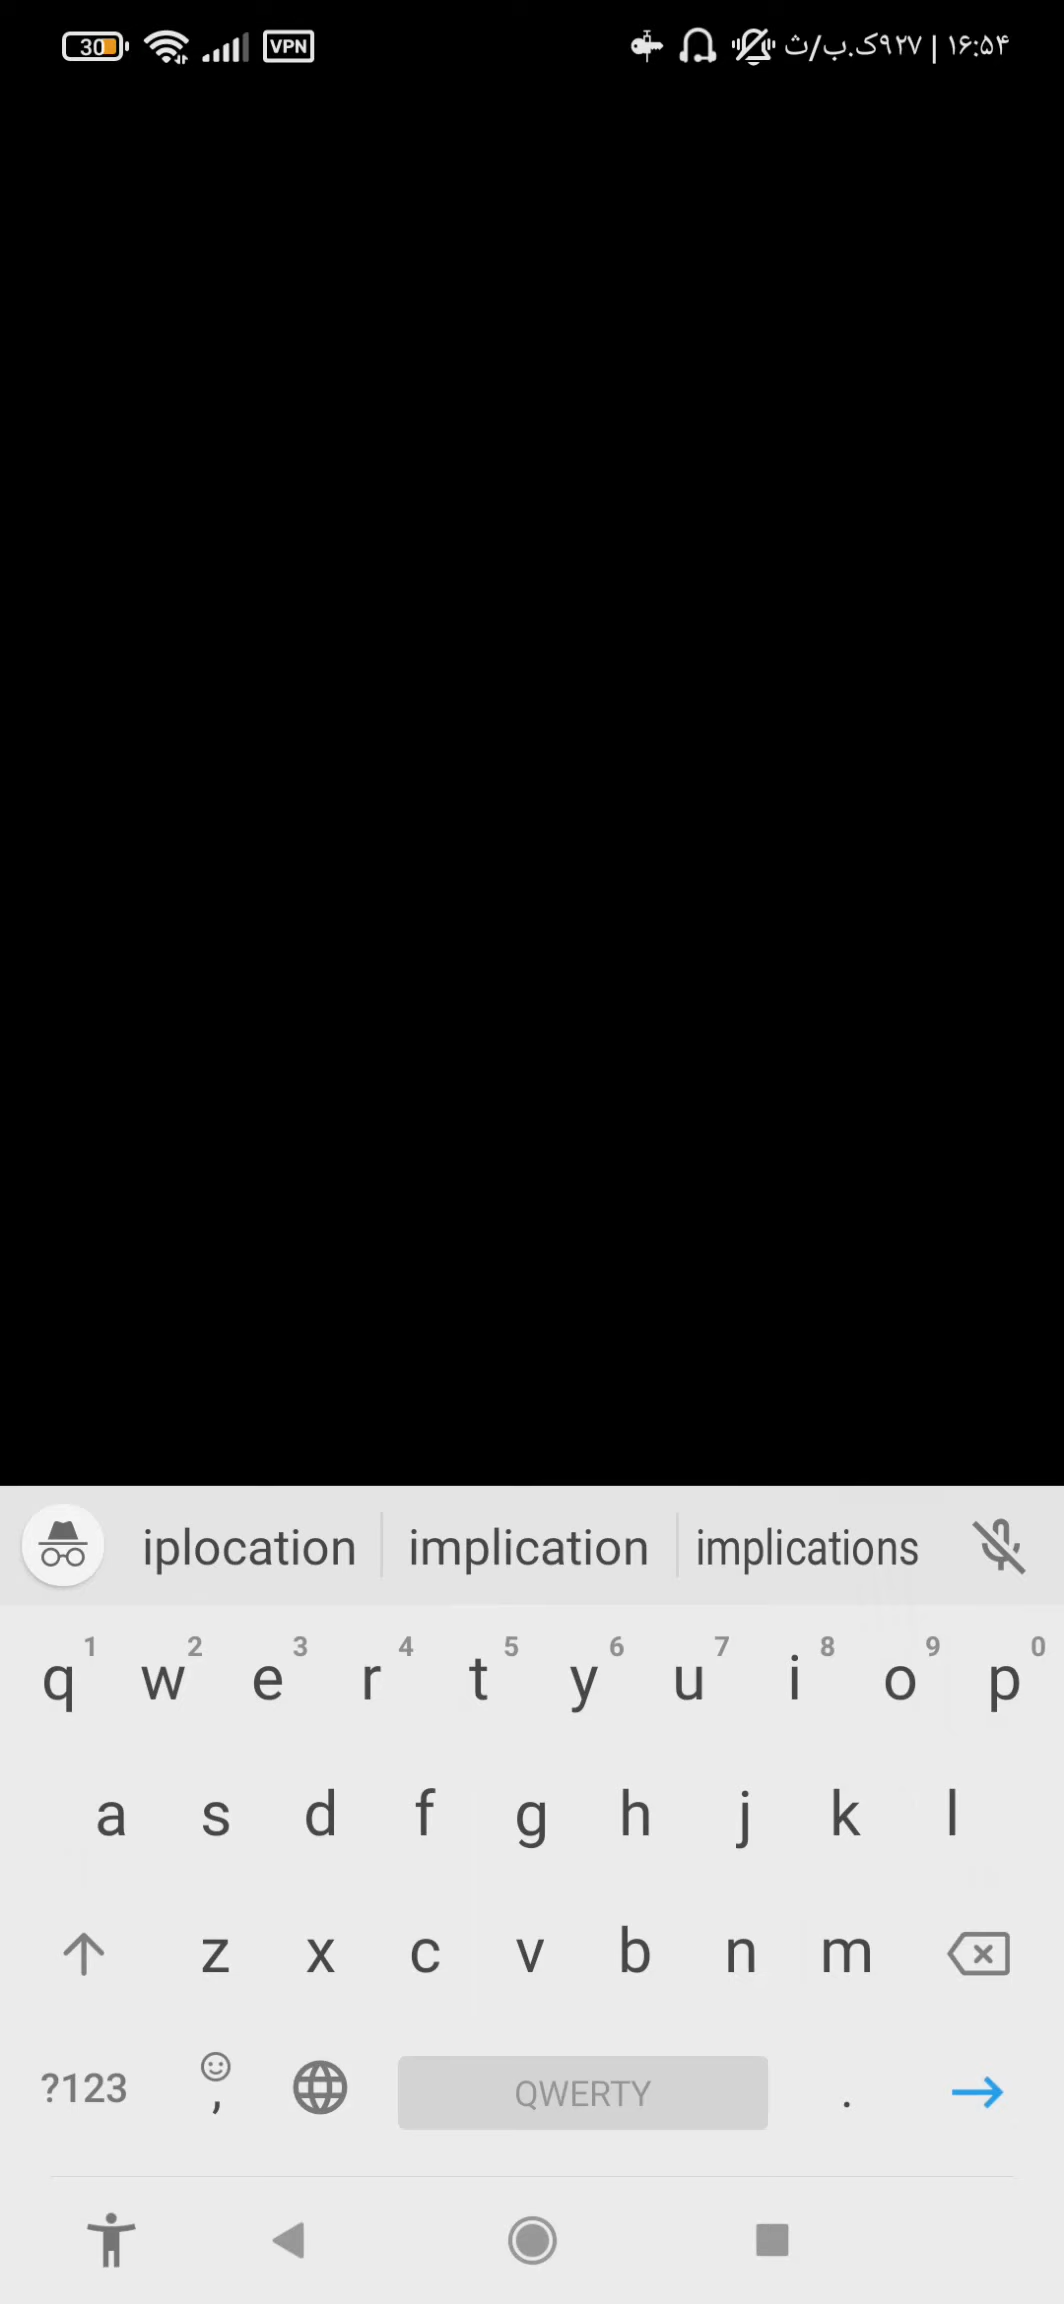 30 VPN ۹۲۷ک.ب/ث | ۱۶:۵۴
iplocation implication implications
1 2 3 4 5 6 7 8 9 0
q w e r t y u i o p
a s d f g h j k l
z x c v b n m
?123 , QWERTY .